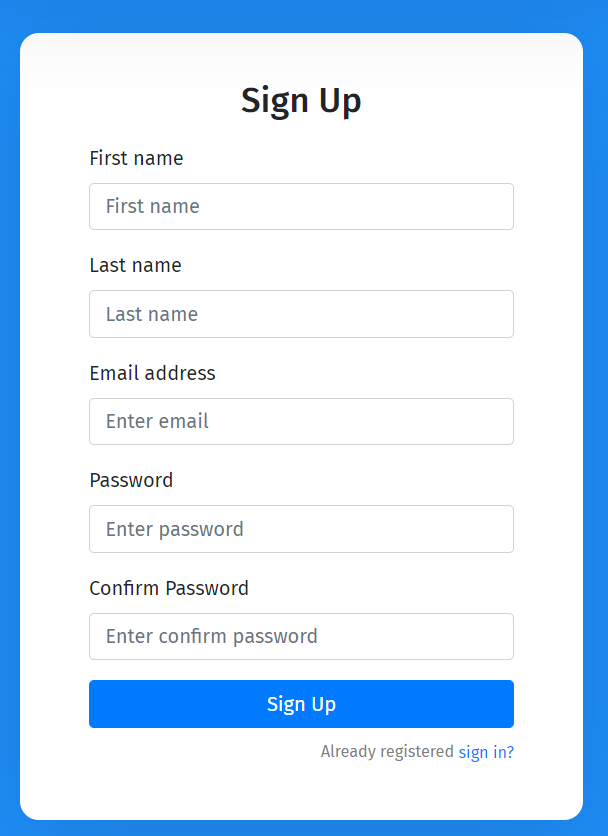 Sign Up
First name
First name
Last name
Last name
Email address
Enter email
Password
Enter password
Confirm Password
Enter confirm password
Sign Up
Already registered sign in?